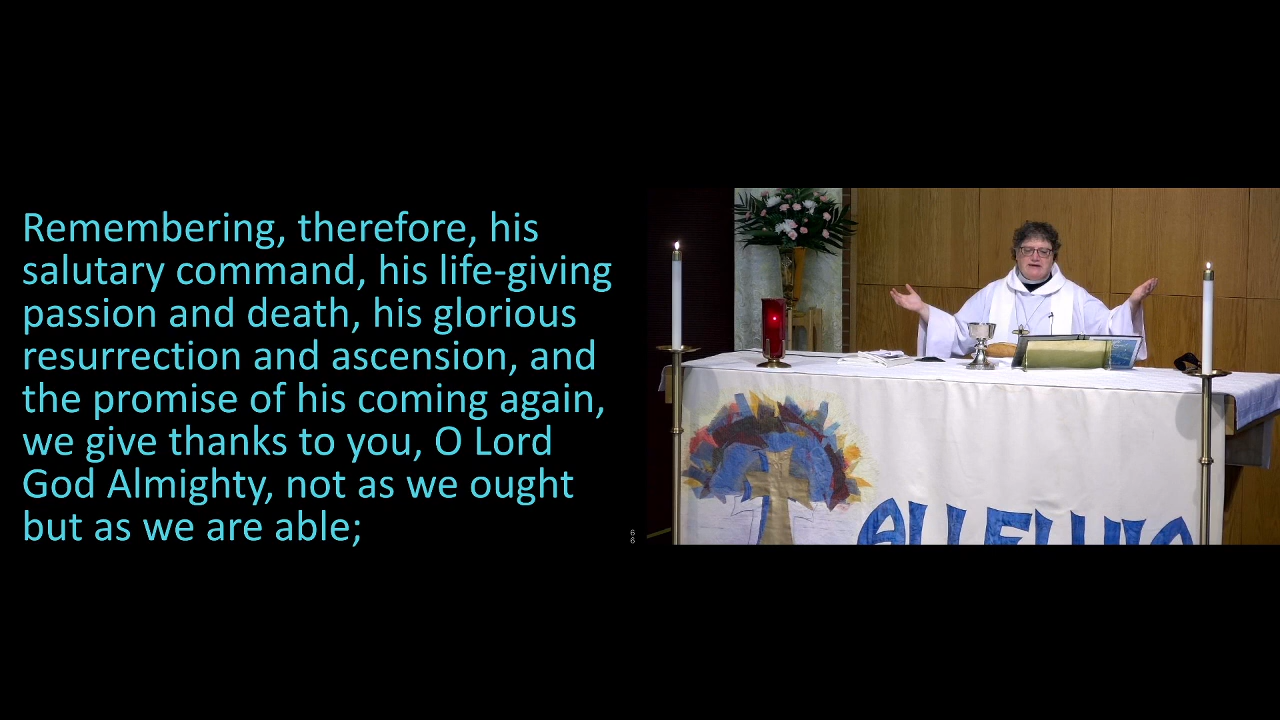 Remembering, therefore, his
salutary command, his life-giving
passion and death, his glorious
resurrection and ascension, and
the promise of his coming again,
we give thanks to you, O Lord
God Almighty, not as we ought
but as we are able;
ALLELUIA